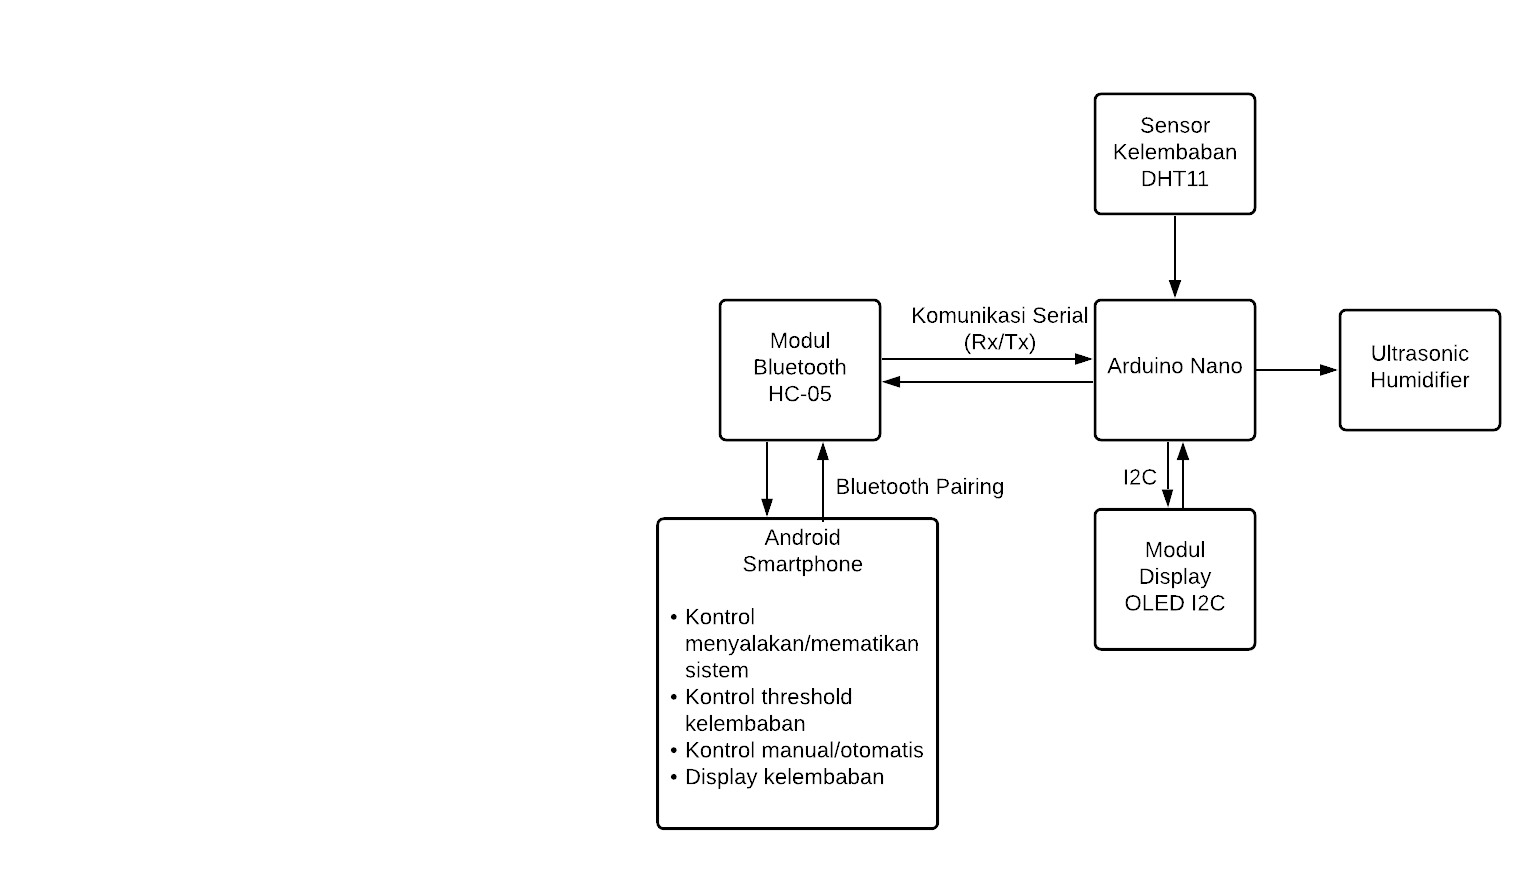 Sensor
Kelembaban
DHT11
Komunikasi Serial
(Rx/Tx)
Modul
Bluetooth
HC-05
Arduino Nano
Ultrasonic
Humidifier
Bluetooth Pairing
I2C
Android
Smartphone
• Kontrol
menyalakan/mematikan
sistem
• Kontrol threshold
kelembaban
• Kontrol manual/otomatis
• Display kelembaban
Modul
Display
OLED I2C